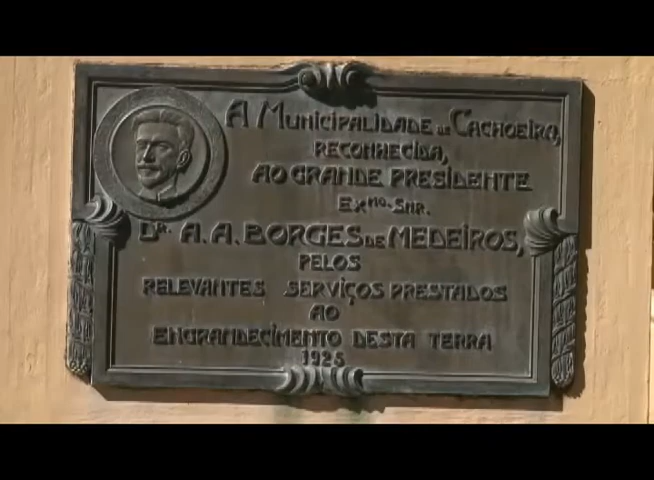 A MUNICIPALIDADE DE CACHOEIRA,
RECONHECIDA,
AO GRANDE PRESIDENTE
EXMO. SNR.
DR. A. A. BORGES DE MEDEIROS,
PELOS
RELEVANTES SERVIÇOS PRESTADOS
AO
ENGRANDECIMENTO DESTA TERRA
1925